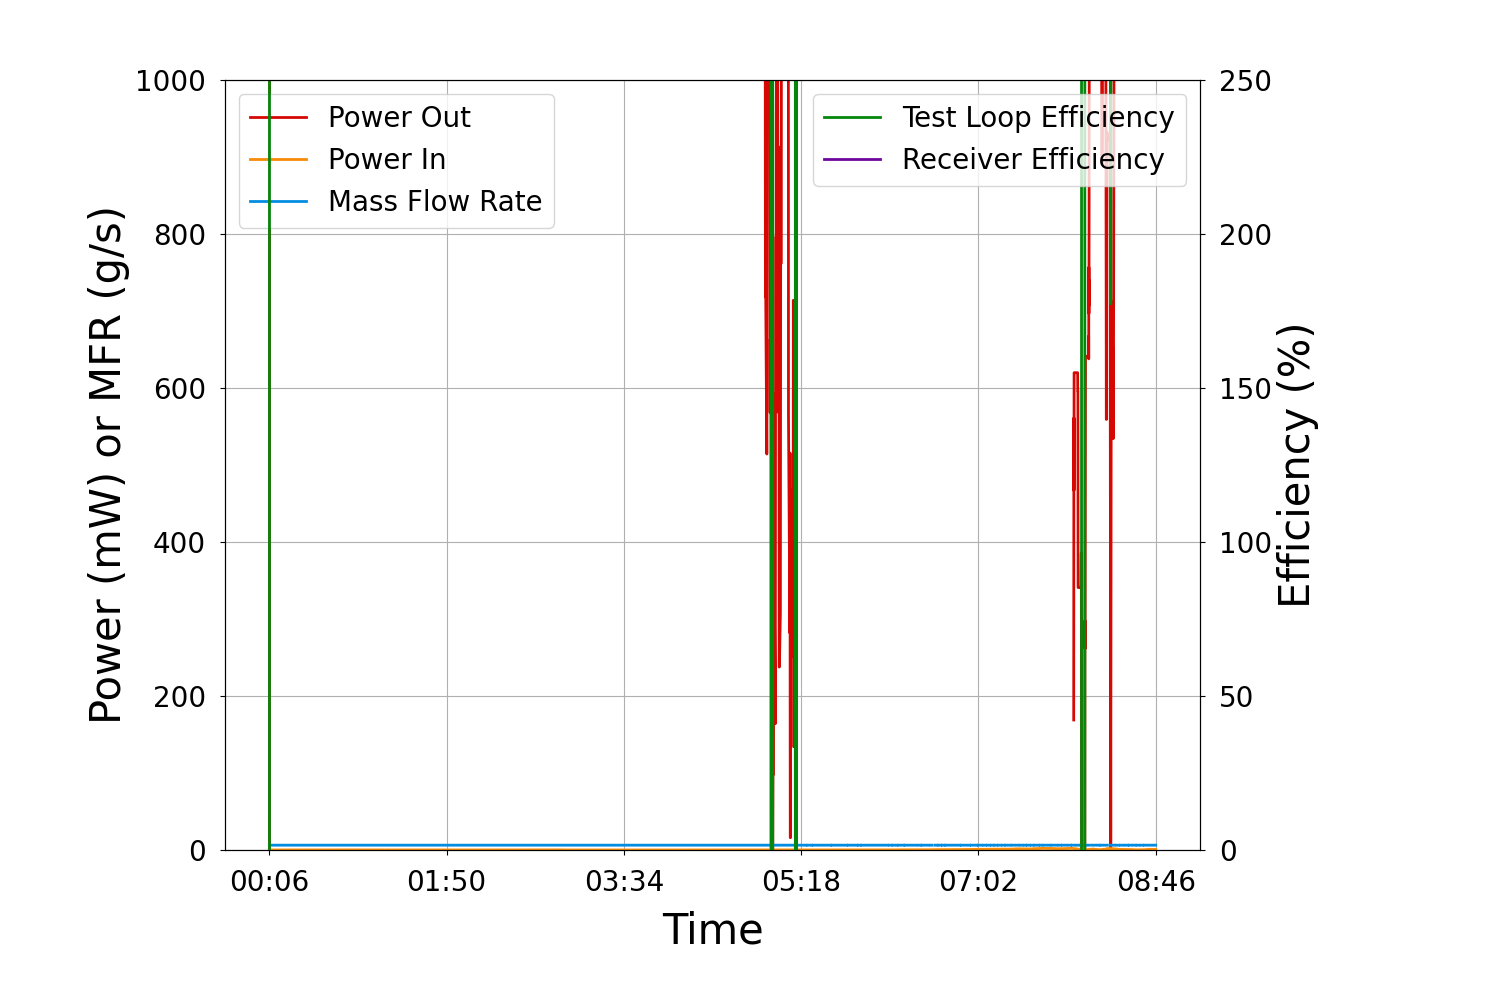 1000
800
600
400
200
0
Power (mW) or MFR (g/s)
Power Out
Power In
Mass Flow Rate
Test Loop Efficiency
Receiver Efficiency
250
200
150
100
50
0
Efficiency (%)
00:06 01:50 03:34 05:18 07:02 08:46
Time